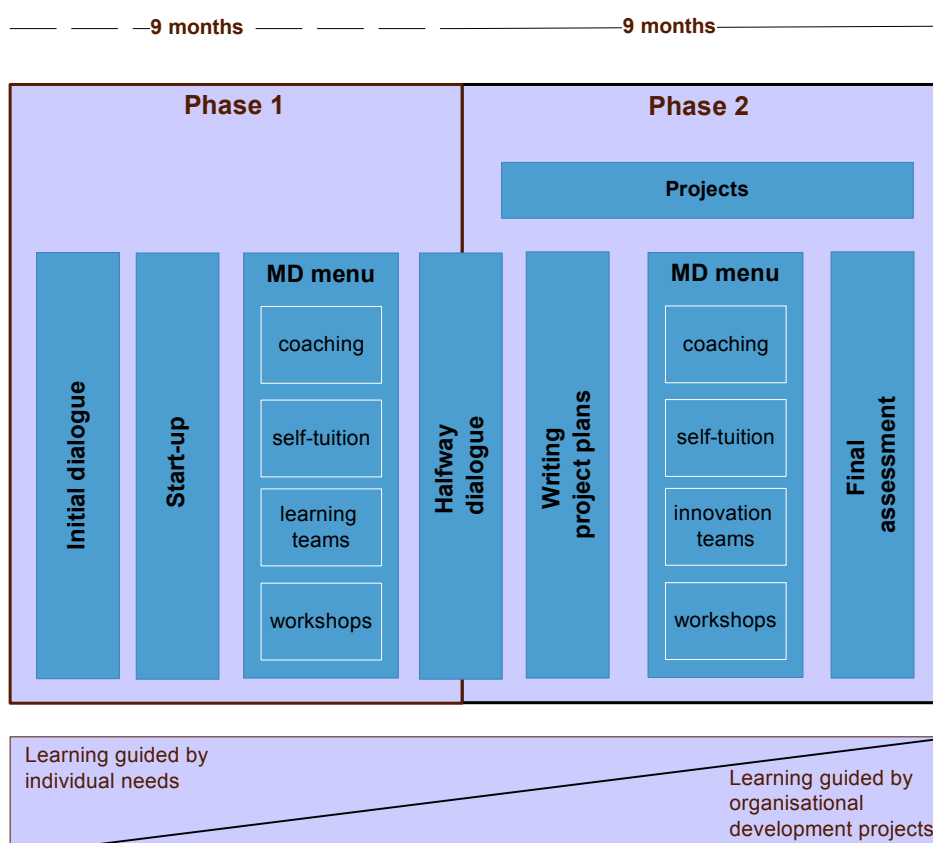 9 months
9 months
Phase 1
Phase 2
Projects
Initial dialogue
Start-up
MD menu
coaching
self-tuition
learning
teams
workshops
Halfway
dialogue
Writing
project plans
MD menu
coaching
self-tuition
innovation
teams
workshops
Final
assessment
Learning guided by
individual needs
Learning guided by
organisational
development projects